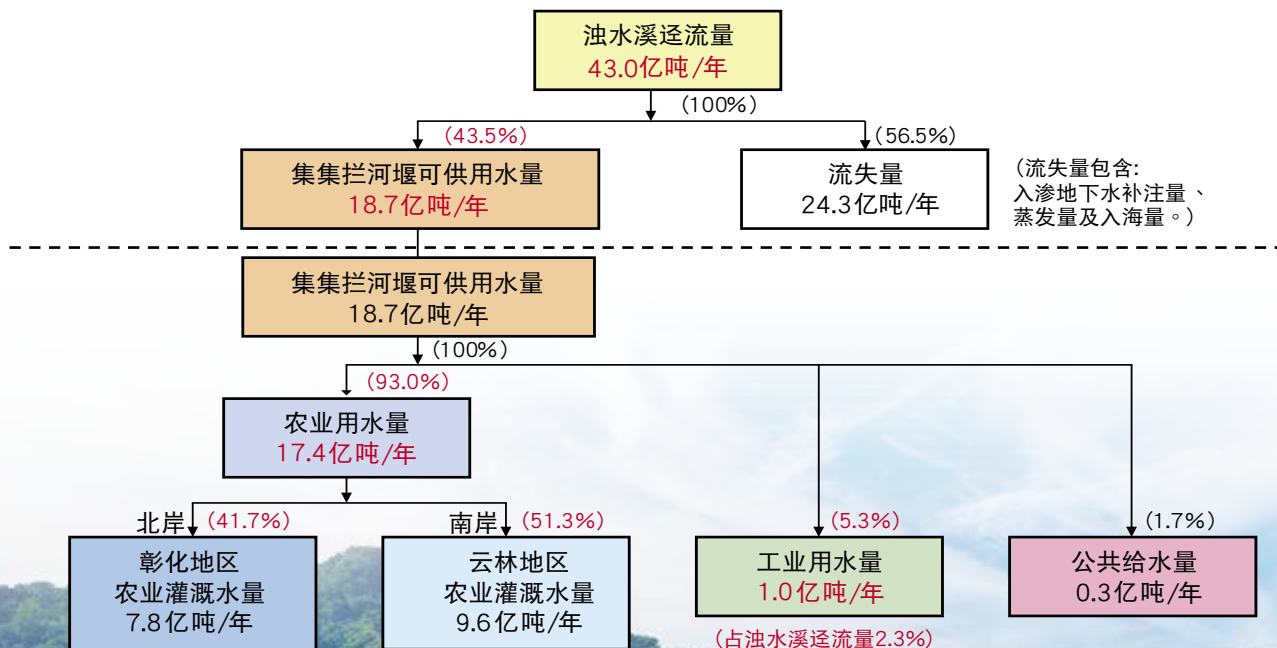 浊水溪迳流量
43.0亿吨/年
(100%)
(43.5%)
(56.5%)
集集拦河堰可供用水量
18.7亿吨/年
流失量
24.3亿吨/年
(流失量包含:
入渗地下水补注量、
蒸发量及入海量。)
集集拦河堰可供用水量
18.7亿吨/年
(100%)
(93.0%)
农业用水量
17.4亿吨/年
北岸
(41.7%)
南岸
(51.3%)
(5.3%)
(1.7%)
彰化地区
农业灌溉水量
7.8亿吨/年
云林地区
农业灌溉水量
9.6亿吨/年
工业用水量
1.0亿吨/年
公共给水量
0.3亿吨/年
(占浊水溪迳流量2.3%)